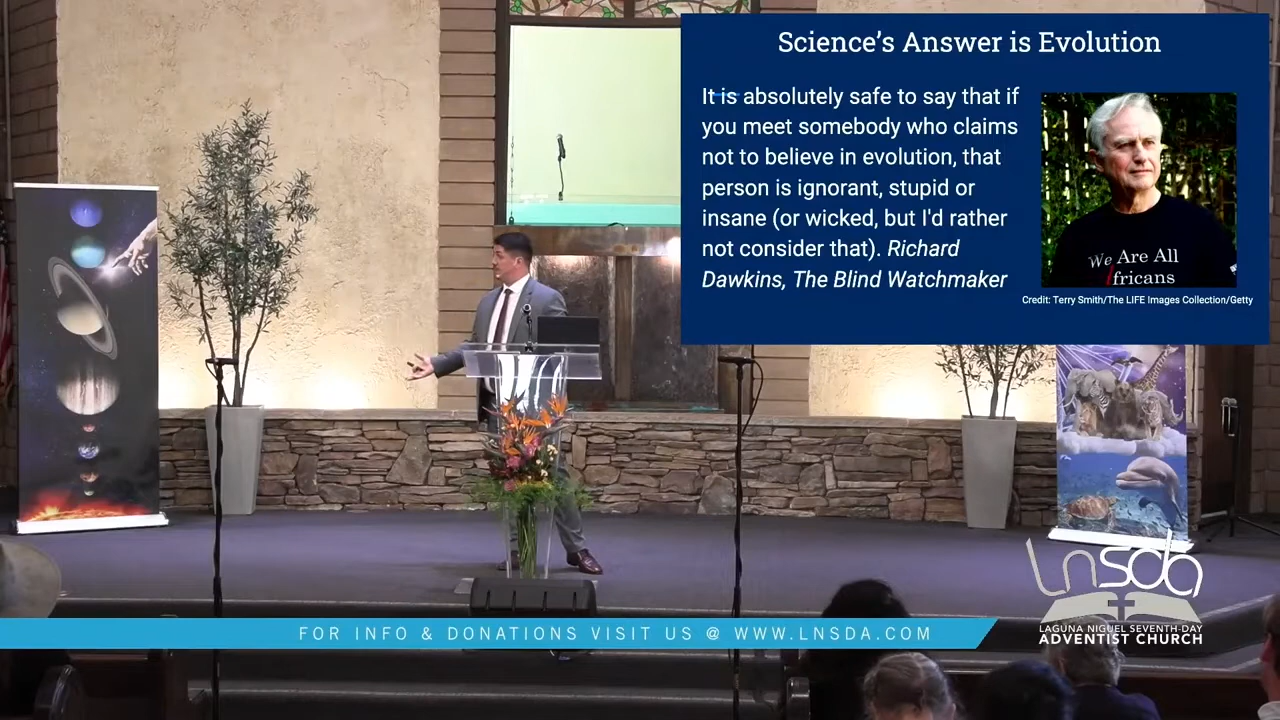 Science's Answer is Evolution
It is absolutely safe to say that if
you meet somebody who claims
not to believe in evolution, that
person is ignorant, stupid or
insane (or wicked, but I'd rather
not consider that). Richard
Dawkins, The Blind Watchmaker
We Are All
fricans
Credit: Terry Smith/The LIFE Images Collection/Getty
LNSDA
LAGUNA NIGUEL SEVENTH-DAY
ADVENTIST CHURCH
FOR INFO & DONATIONS VISIT US @ WWW.LNSDA.COM